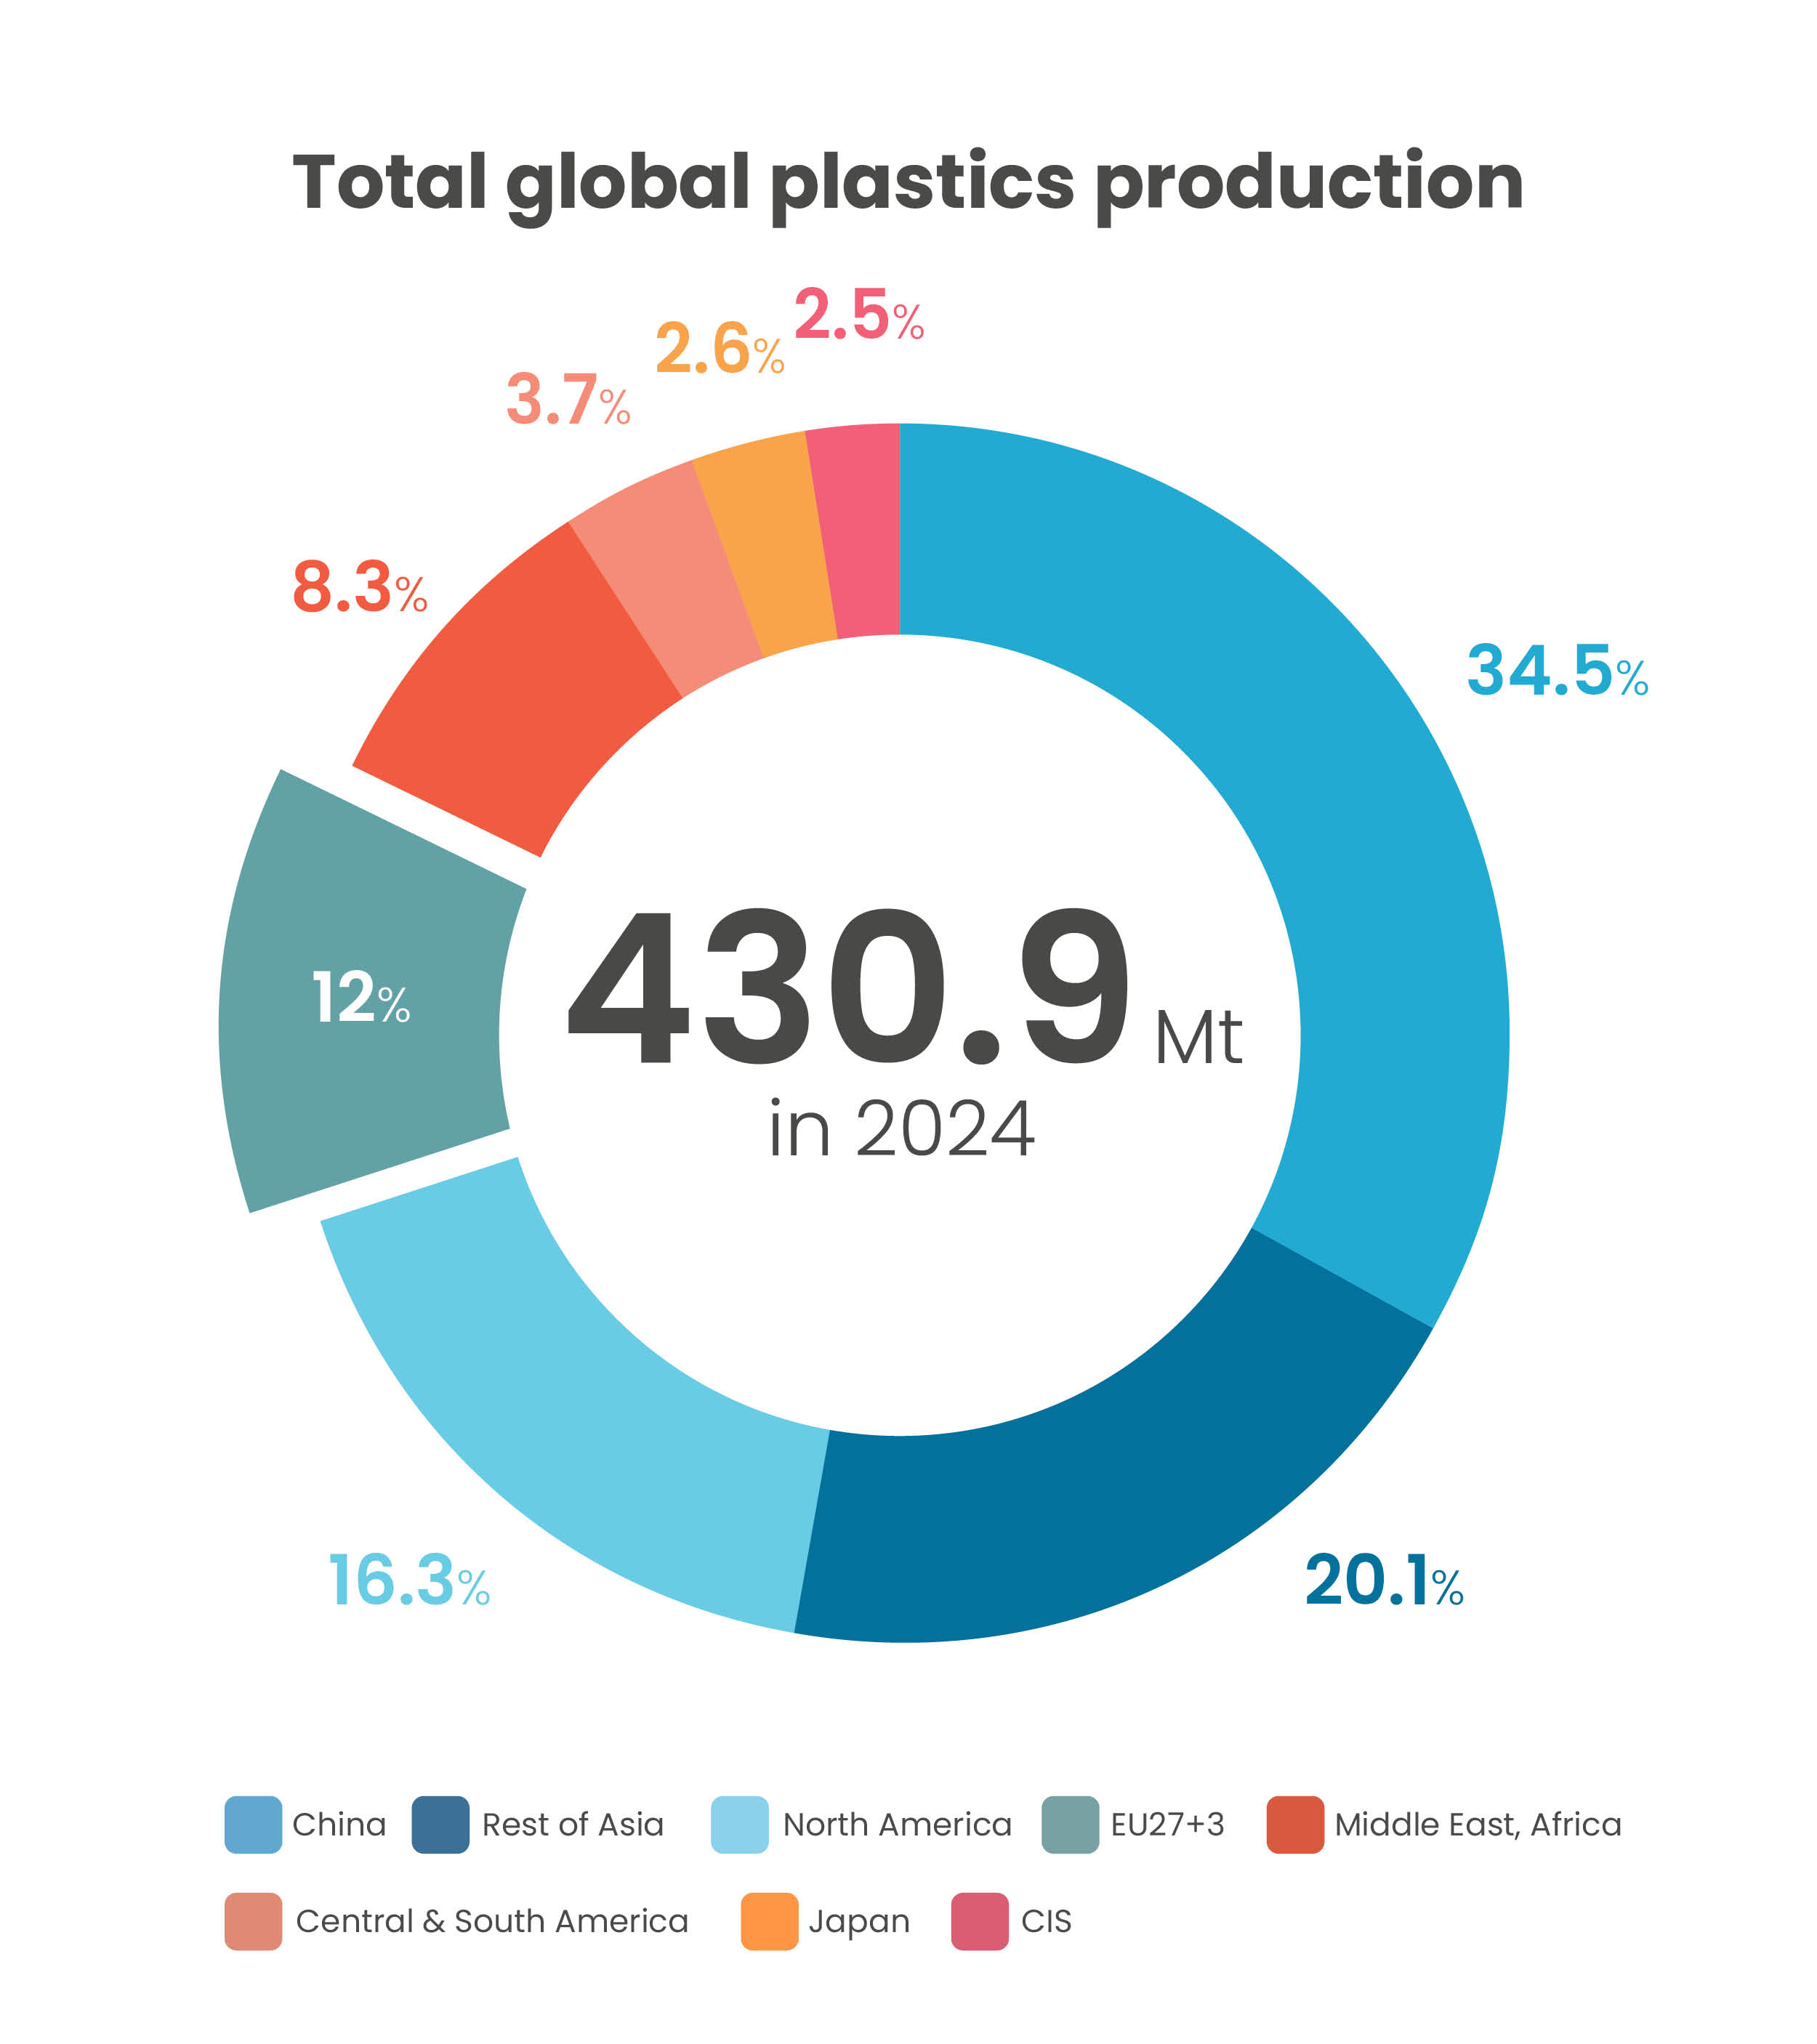 Total global plastics production
2.5%
2.6%
3.7%
8.3%
34.5%
12%
430.9 Mt
in 2024
16.3%
20.1%
China Rest of Asia North America EU27+3 Middle East, Africa
Central & South America Japan CIS